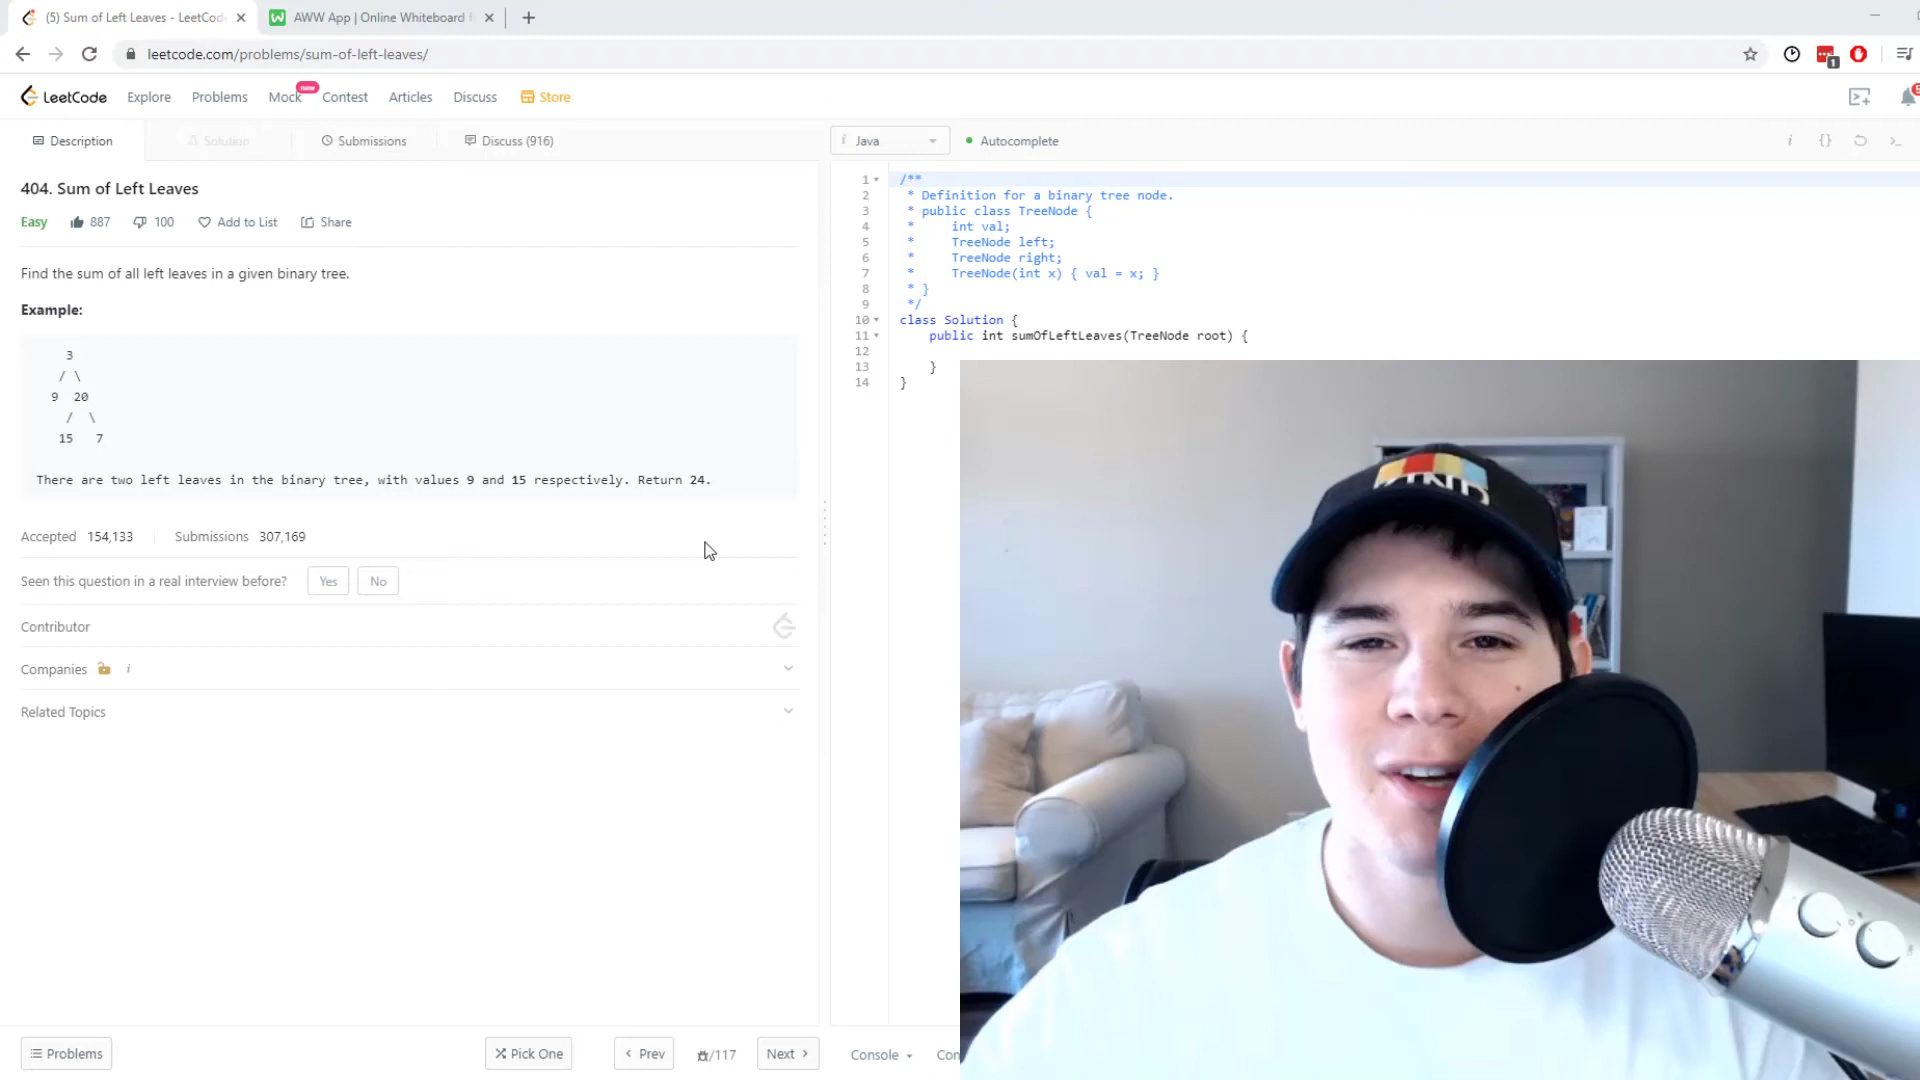 (5) Sum of Left Leaves - LeetCod
AWW App | Online Whiteboard f
leetcode.com/problems/sum-of-left-leaves/
1
LeetCode Explore Problems Mock new Contest Articles Discuss Store
Description Solution Submissions Discuss (916)
i Java Autocomplete
404. Sum of Left Leaves
Easy 887 100 Add to List Share
Find the sum of all left leaves in a given binary tree.
Example:
3
/ \
9 20
/ \
15 7
There are two left leaves in the binary tree, with values 9 and 15 respectively. Return 24.
Accepted 154,133 Submissions 307,169
Seen this question in a real interview before? Yes No
Contributor
Companies i
Related Topics
Problems Pick One Prev /117 Next Console Con
1 /**
2 * Definition for a binary tree node.
3 * public class TreeNode {
4 * int val;
5 * TreeNode left;
6 * TreeNode right;
7 * TreeNode(int x) { val = x; }
8 * }
9 */
10 class Solution {
11 public int sumOfLeftLeaves(TreeNode root) {
12
13 }
14 }
KIND